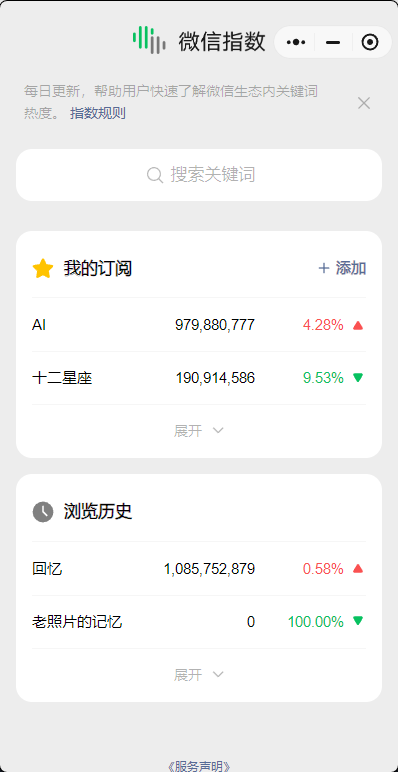 微信指数
每日更新，帮助用户快速了解微信生态内关键词
热度。 指数规则
搜索关键词
我的订阅 + 添加
AI 979,880,777 4.28%
十二星座 190,914,586 9.53%
展开
浏览历史
回忆 1,085,752,879 0.58%
老照片的记忆 0 100.00%
展开
《服务声明》